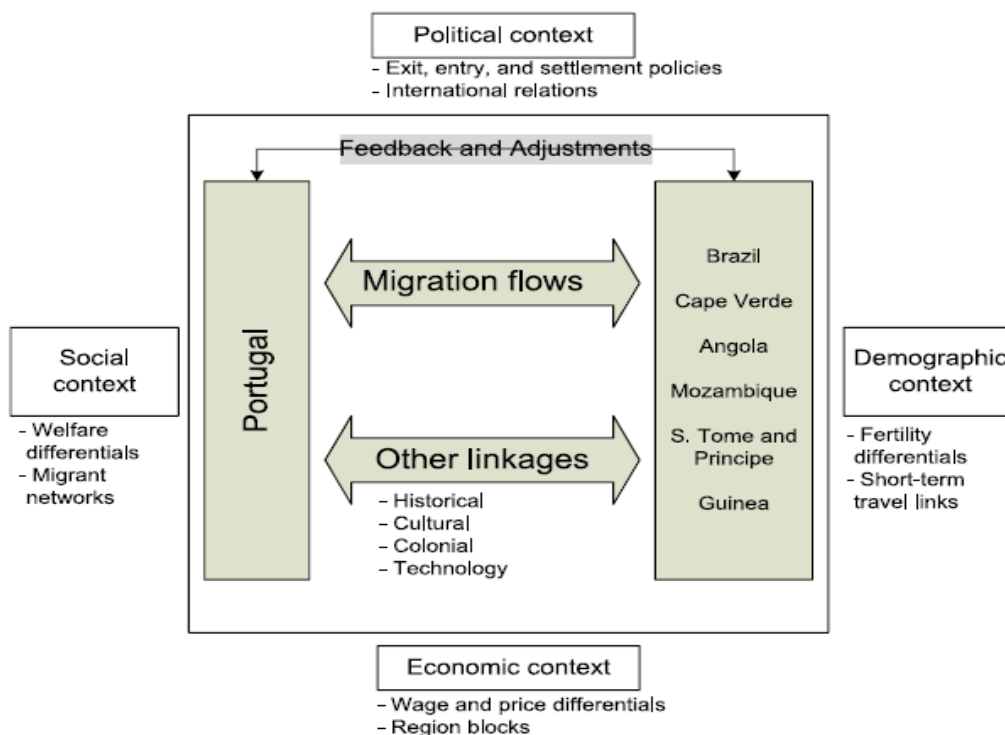 Political context
- Exit, entry, and settlement policies
- International relations
Feedback and Adjustments
Portugal
Migration flows
Other linkages
- Historical
- Cultural
- Colonial
- Technology
Brazil
Cape Verde
Angola
Mozambique
S. Tome and
Principe
Guinea
Social
context
- Welfare
differentials
- Migrant
networks
Demographic
context
- Fertility
differentials
- Short-term
travel links
Economic context
- Wage and price differentials
- Region blocks